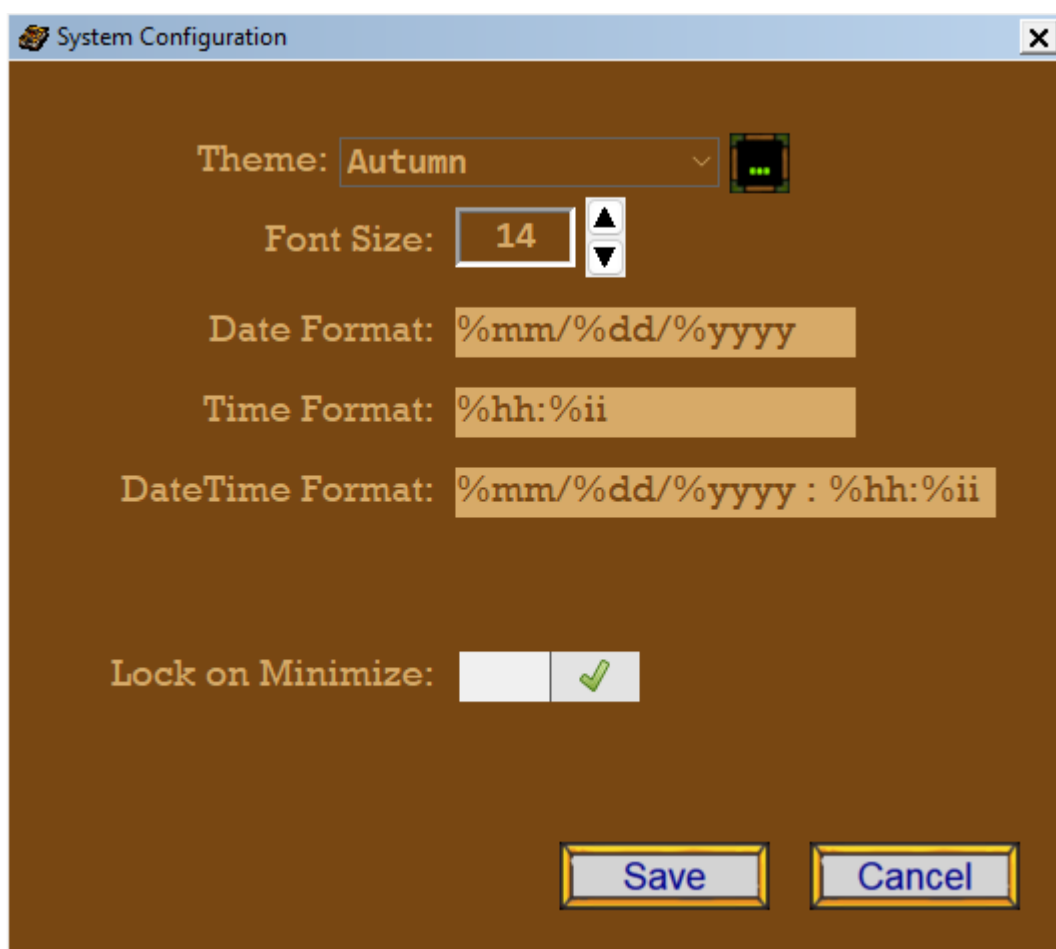 System Configuration
Theme: Autumn ...
Font Size: 14
Date Format: %mm/%dd/%yyyy
Time Format: %hh:%ii
DateTime Format: %mm/%dd/%yyyy : %hh:%ii
Lock on Minimize:
Save Cancel